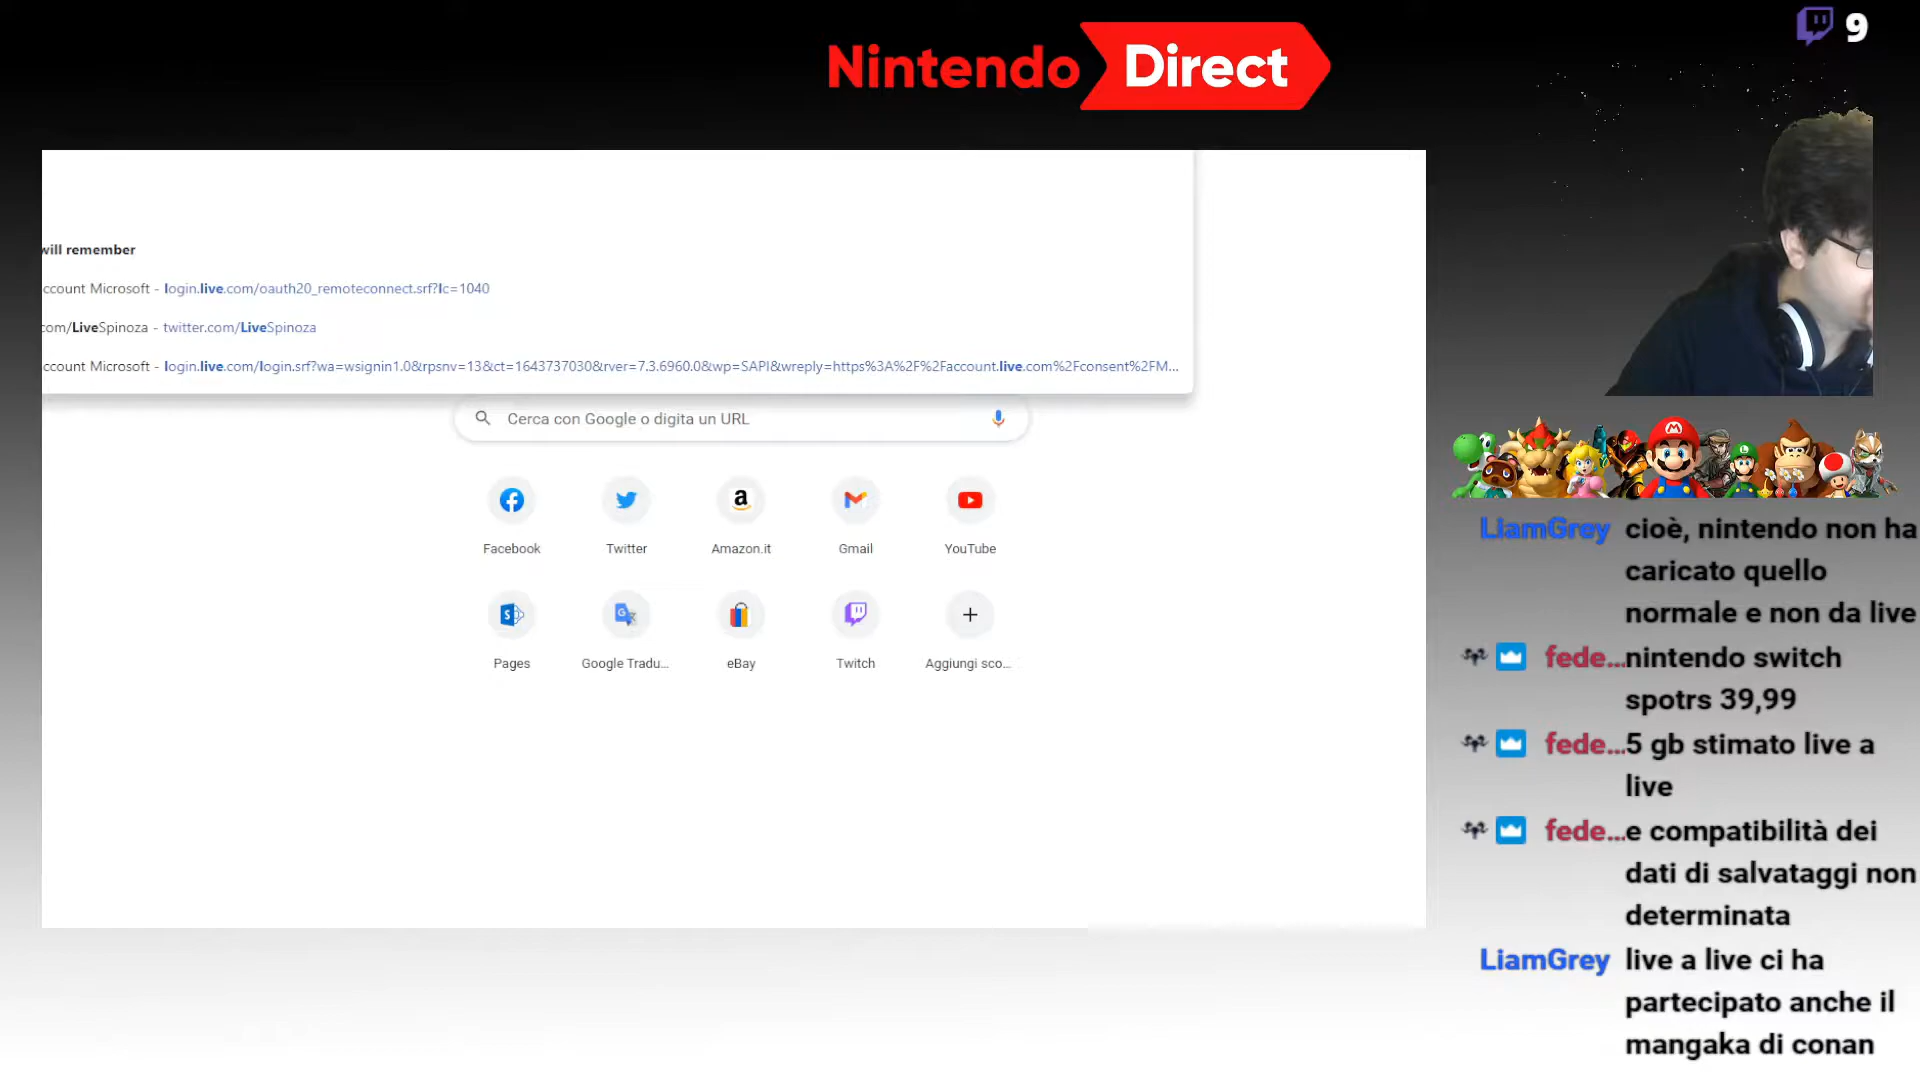 Nintendo Direct
9
will remember
ccount Microsoft - login.live.com/oauth20_remoteconnect.srf?lc=1040
com/LiveSpinoza - twitter.com/LiveSpinoza
ccount Microsoft - login.live.com/login.srf?wa=wsignin1.0&rpsnv=13&ct=1643737030&rver=7.3.6960.0&wp=SAPI&wreply=https%3A%2F%2Faccount.live.com%2Fconsent%2FM...
Cerca con Google o digita un URL
Facebook Twitter Amazon.it Gmail YouTube
Pages Google Tradu... eBay Twitch Aggiungi sco...
LiamGrey cioè, nintendo non ha
caricato quello
normale e non da live
fede... nintendo switch
spotrs 39,99
fede... 5 gb stimato live a
live
fede... e compatibilità dei
dati di salvataggi non
determinata
LiamGrey live a live ci ha
partecipato anche il
mangaka di conan